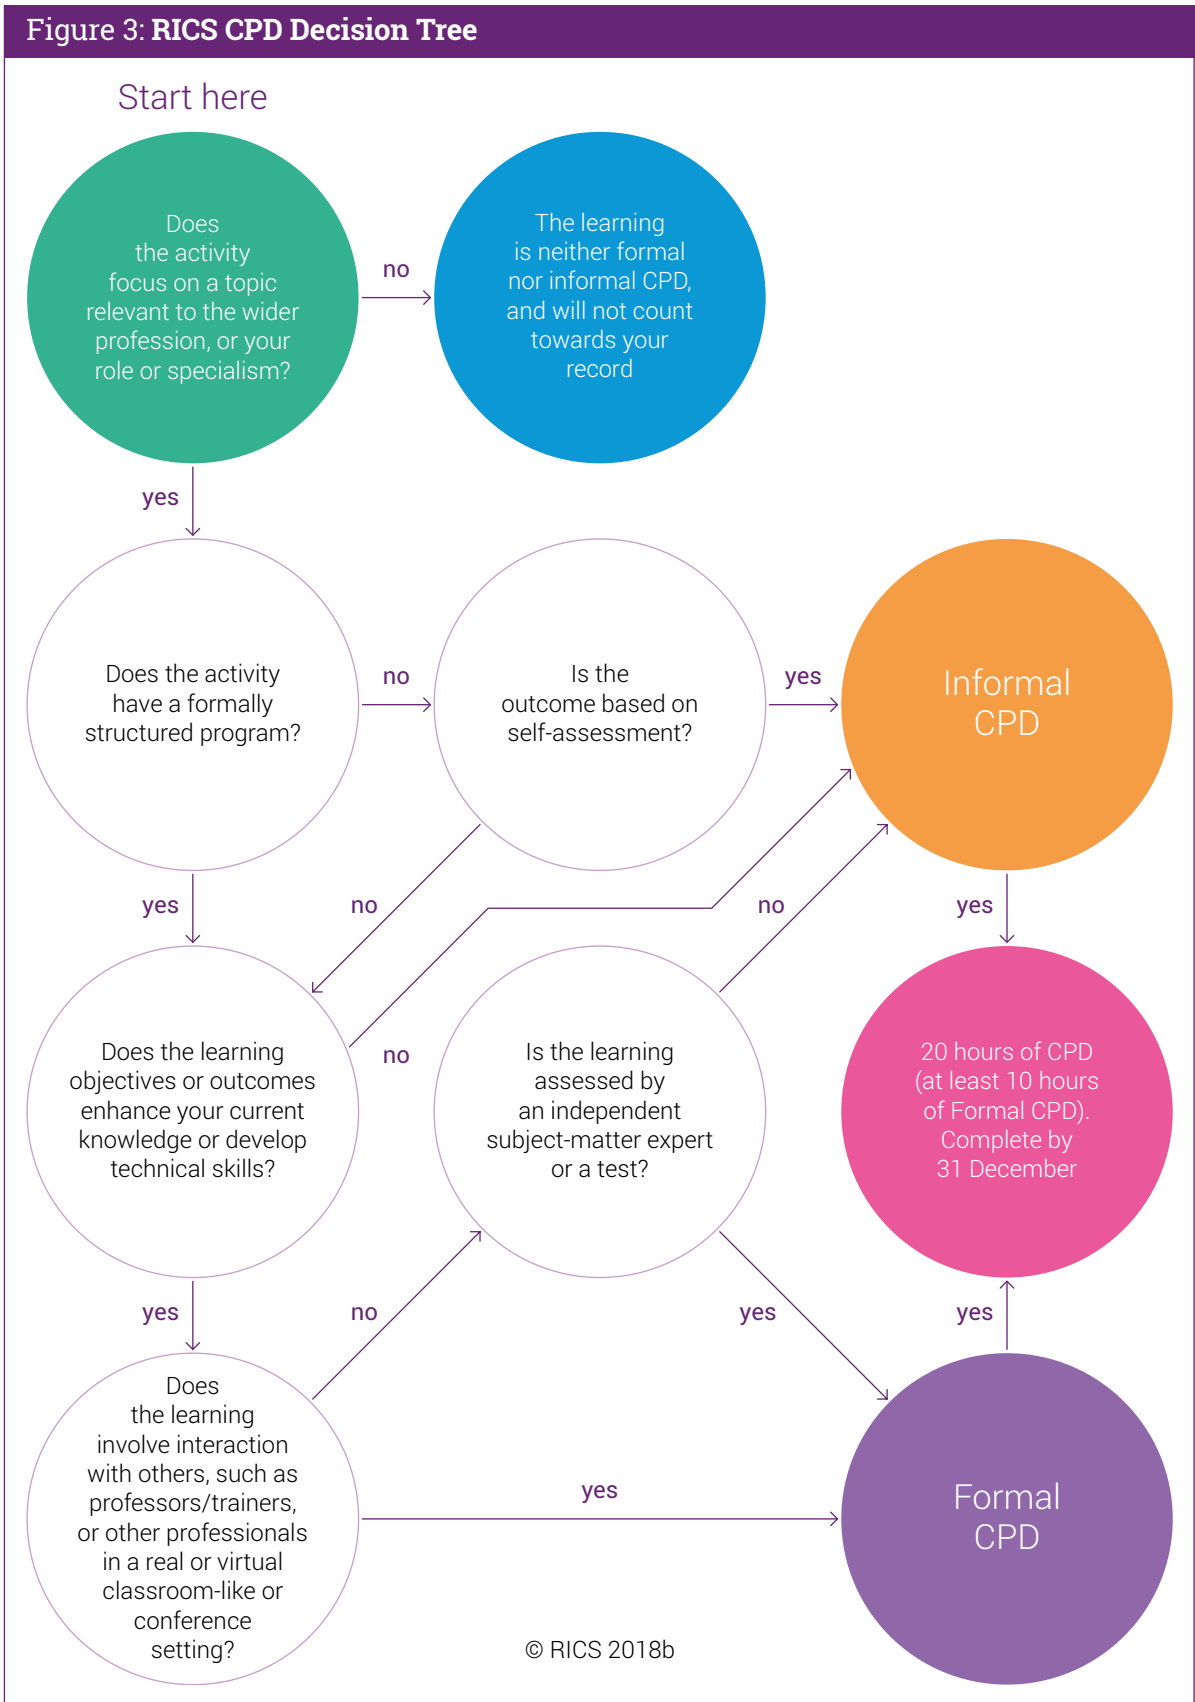 Figure 3: RICS CPD Decision Tree
Start here
Does
the activity
focus on a topic
relevant to the wider
profession, or your
role or specialism?
no
The learning
is neither formal
nor informal CPD,
and will not count
towards your
record
yes
Does the activity
have a formally
structured program?
no
Is the
outcome based on
self-assessment?
yes
Informal
CPD
yes
no
no
yes
Does the learning
objectives or outcomes
enhance your current
knowledge or develop
technical skills?
no
Is the learning
assessed by
an independent
subject-matter expert
or a test?
20 hours of CPD
(at least 10 hours
of Formal CPD).
Complete by
31 December
yes
no
yes
yes
Does
the learning
involve interaction
with others, such as
professors/trainers,
or other professionals
in a real or virtual
classroom-like or
conference
setting?
yes
Formal
CPD
© RICS 2018b